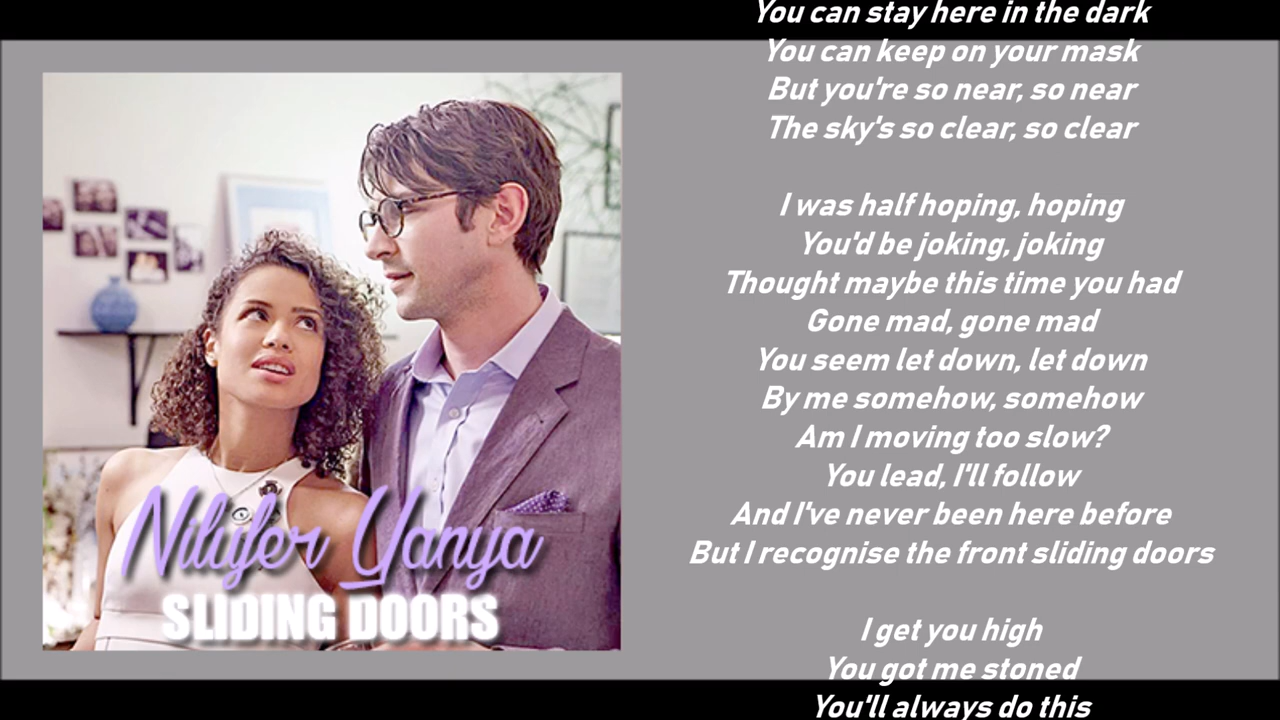 Nilüfer Yanya
SLIDING DOORS
You can stay here in the dark
You can keep on your mask
But you're so near, so near
The sky's so clear, so clear
I was half hoping, hoping
You'd be joking, joking
Thought maybe this time you had
Gone mad, gone mad
You seem let down, let down
By me somehow, somehow
Am I moving too slow?
You lead, I'll follow
And I've never been here before
But I recognise the front sliding doors
I get you high
You got me stoned
You'll always do this